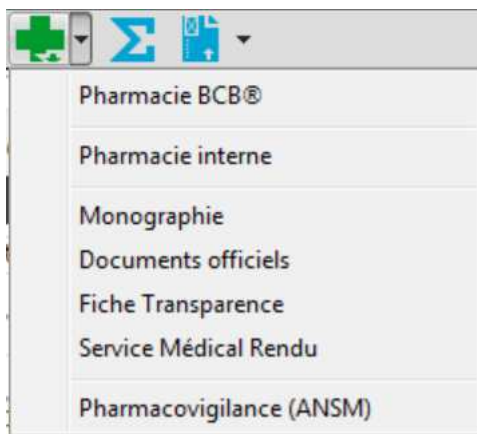 Pharmacie BCB®
Pharmacie interne
Monographie
Documents officiels
Fiche Transparence
Service Médical Rendu
Pharmacovigilance (ANSM)